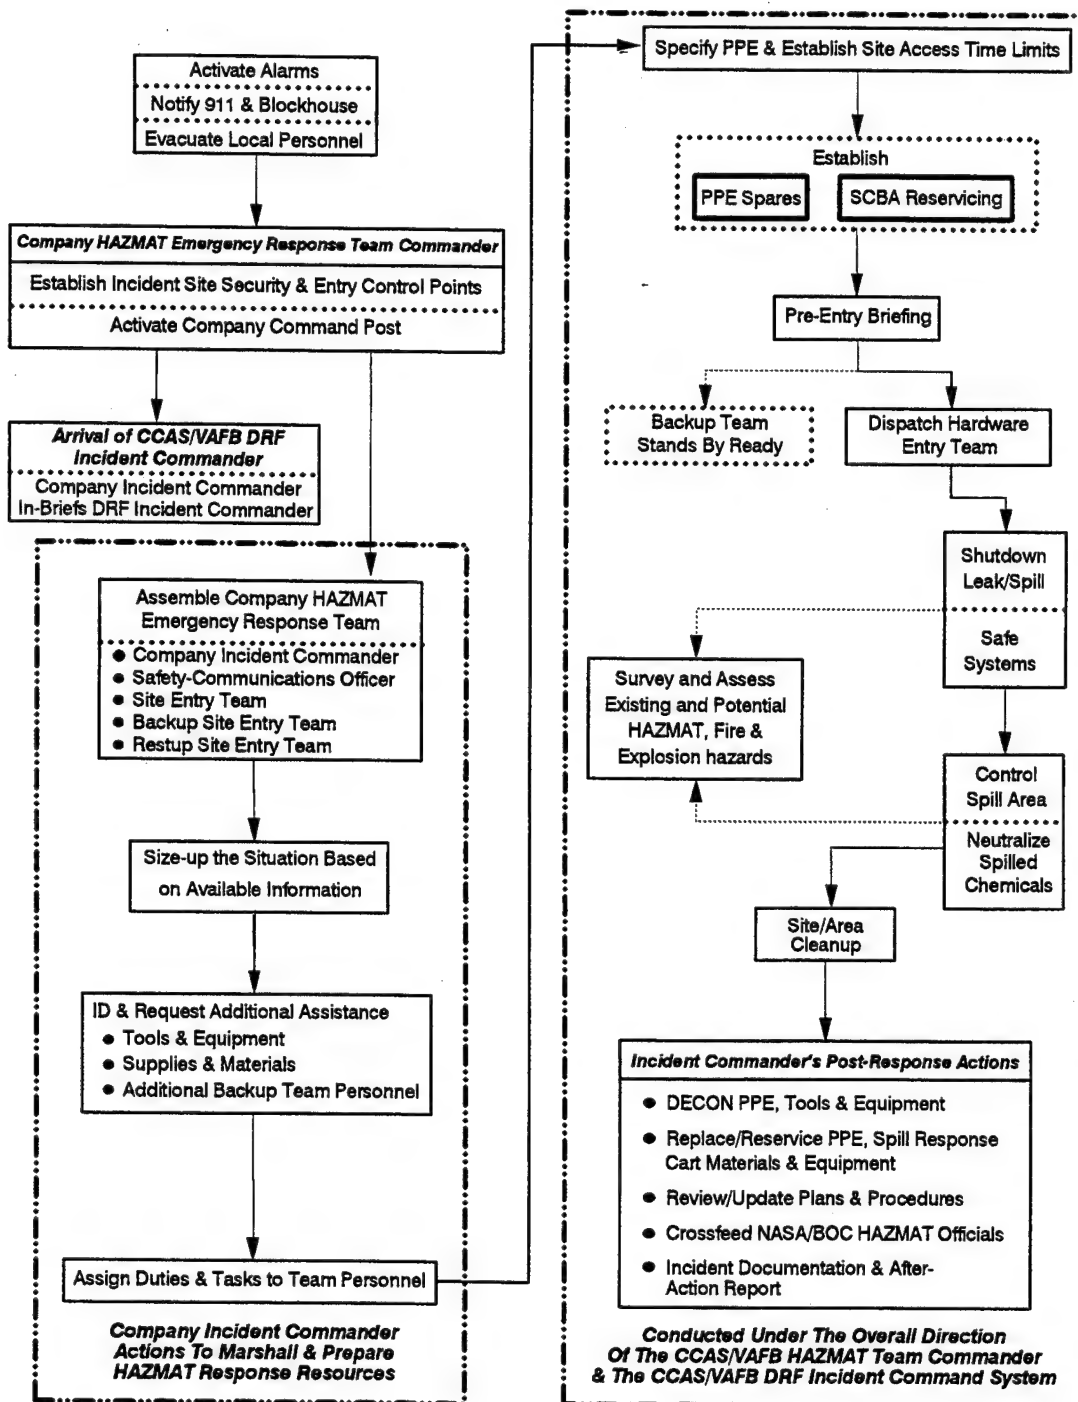 Activate Alarms
Notify 911 & Blockhouse
Evacuate Local Personnel
Company HAZMAT Emergency Response Team Commander
Establish Incident Site Security & Entry Control Points
Activate Company Command Post
Arrival of CCAS/VAFB DRF
Incident Commander
Company Incident Commander
In-Briefs DRF Incident Commander
Assemble Company HAZMAT
Emergency Response Team
● Company Incident Commander
● Safety-Communications Officer
● Site Entry Team
● Backup Site Entry Team
● Restup Site Entry Team
Size-up the Situation Based
on Available Information
ID & Request Additional Assistance
● Tools & Equipment
● Supplies & Materials
● Additional Backup Team Personnel
Assign Duties & Tasks to Team Personnel
Company Incident Commander
Actions To Marshall & Prepare
HAZMAT Response Resources
Specify PPE & Establish Site Access Time Limits
Establish
PPE Spares
SCBA Reservicing
Pre-Entry Briefing
Backup Team
Stands By Ready
Dispatch Hardware
Entry Team
Shutdown
Leak/Spill
Safe
Systems
Survey and Assess
Existing and Potential
HAZMAT, Fire &
Explosion hazards
Control
Spill Area
Neutralize
Spilled
Chemicals
Site/Area
Cleanup
Incident Commander's Post-Response Actions
● DECON PPE, Tools & Equipment
● Replace/Reservice PPE, Spill Response
Cart Materials & Equipment
● Review/Update Plans & Procedures
● Crossfeed NASA/BOC HAZMAT Officials
● Incident Documentation & After-
Action Report
Conducted Under The Overall Direction
Of The CCAS/VAFB HAZMAT Team Commander
& The CCAS/VAFB DRF Incident Command System